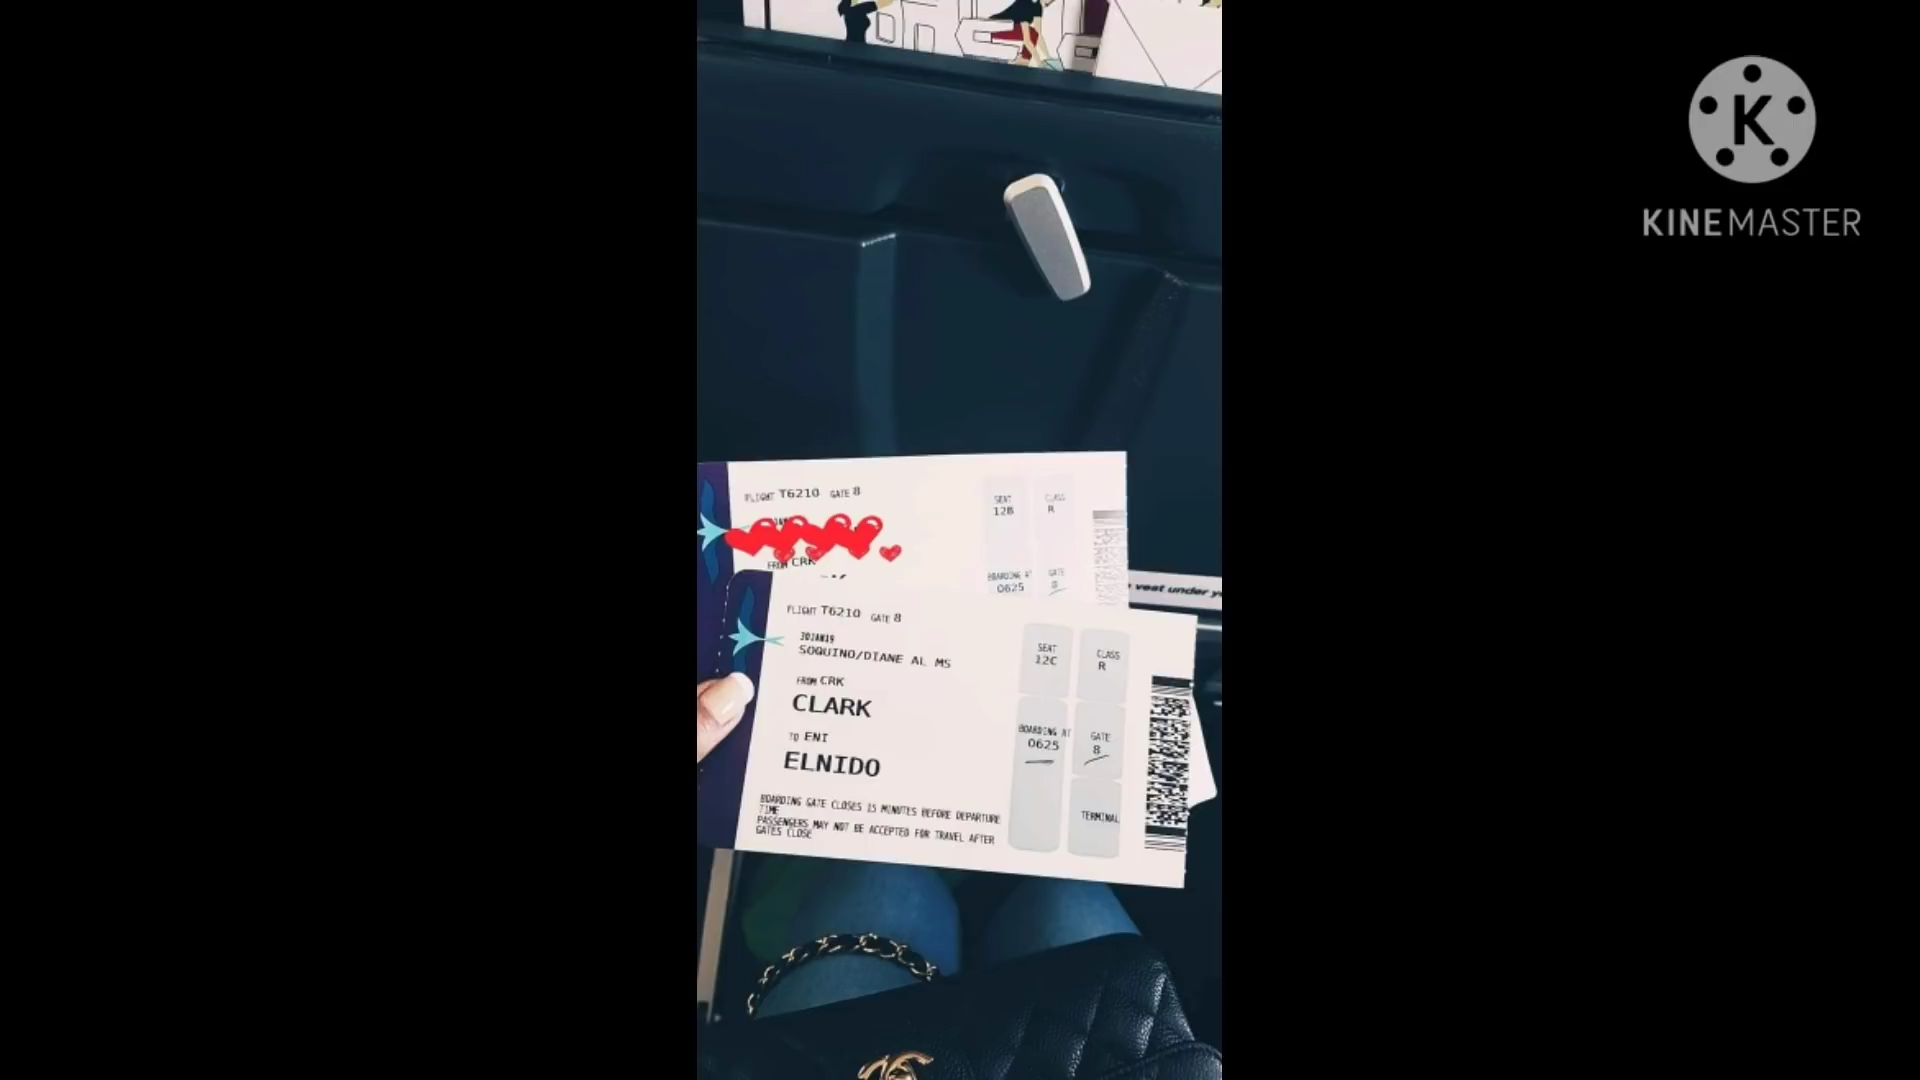 K
KINEMASTER
FLIGHT T6210 GATE 8
SEAT
12B
CLASS
R
FROM CRK
BOARDING AT
0625
GATE
8
vest under
FLIGHT T6210 GATE 8
30JAN19
SOQUINO/DIANE AL MS
FROM CRK
CLARK
TO ENI
ELNIDO
SEAT
12C
CLASS
R
BOARDING AT
0625
GATE
8
TERMINAL
BOARDING GATE CLOSES 15 MINUTES BEFORE DEPARTURE
TIME
PASSENGERS MAY NOT BE ACCEPTED FOR TRAVEL AFTER
GATES CLOSE